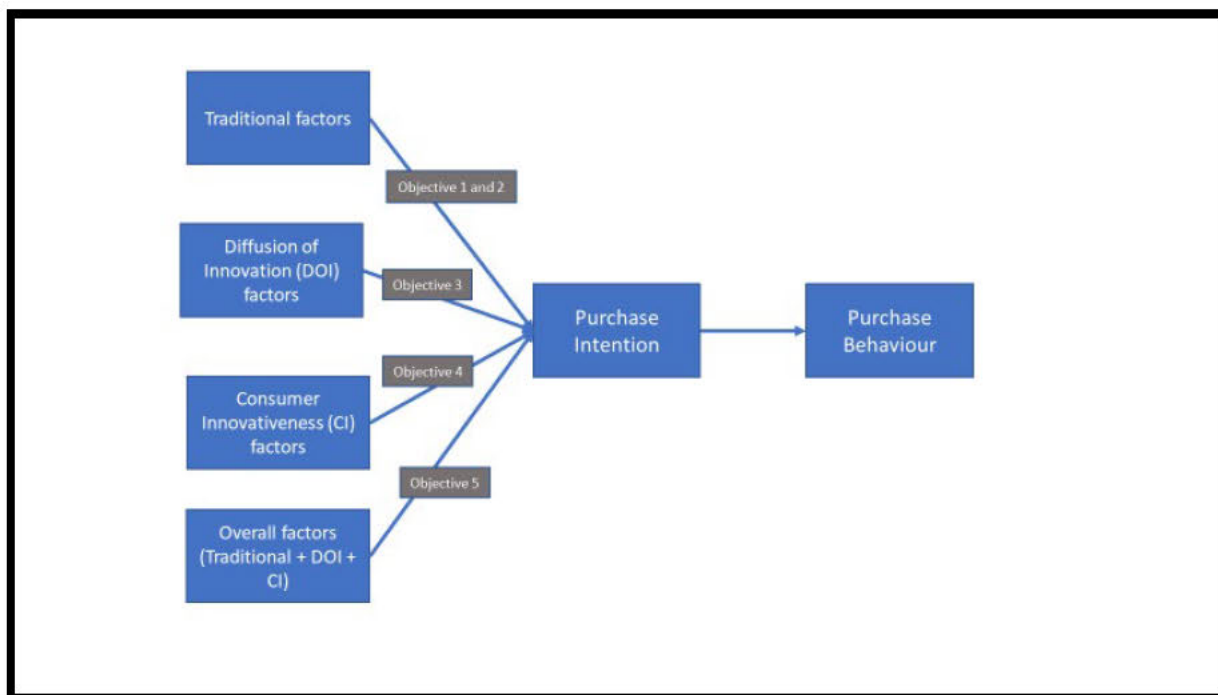 Traditional factors
Objective 1 and 2
Diffusion of
Innovation (DOI)
factors
Objective 3
Purchase
Intention
Purchase
Behaviour
Objective 4
Consumer
Innovativeness (CI)
factors
Objective 5
Overall factors
(Traditional + DOI +
CI)